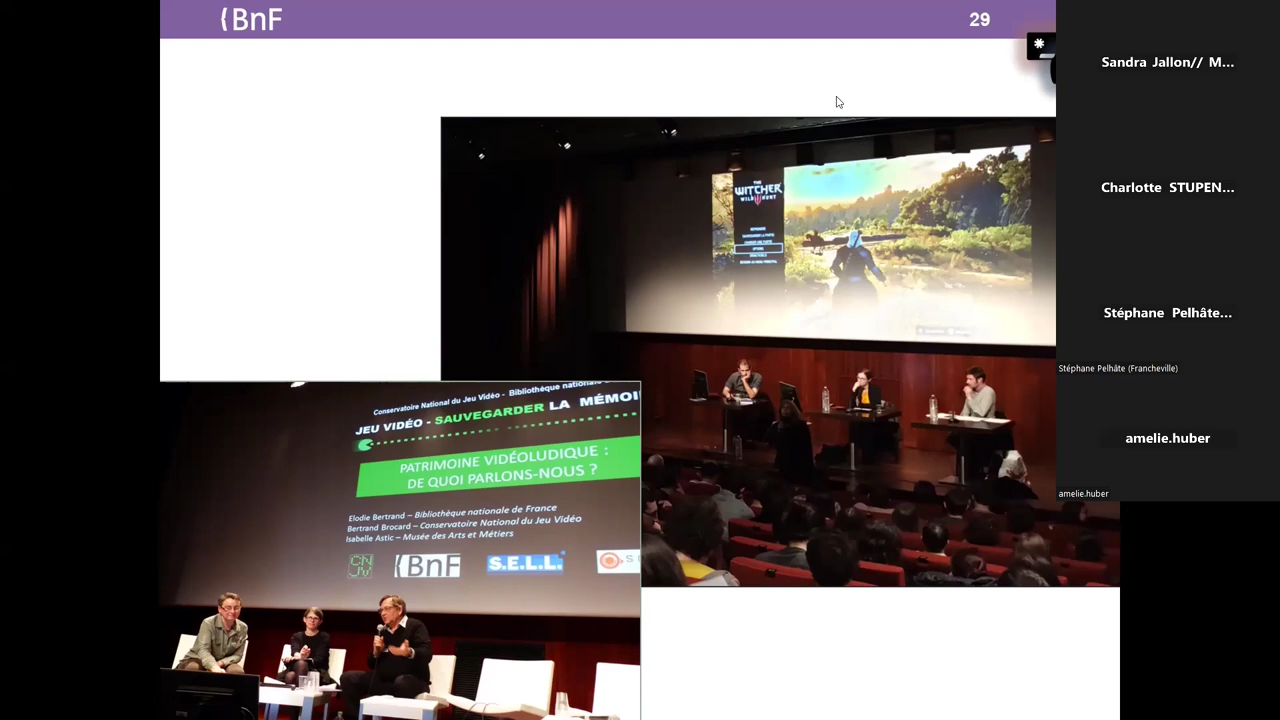 {BnF
29
Sandra Jallon// M...
Charlotte STUPEN...
Stéphane Pelhâte...
Stéphane Pelhâte (Francheville)
amelie.huber
amelie.huber
THE
WITCHER
WILD HUNT
OPTIONS
Conservatoire National du Jeu Vidéo - Bibliothèque nationale
JEU VIDÉO - SAUVEGARDER LA MÉMOI
PATRIMOINE VIDÉOLUDIQUE :
DE QUOI PARLONS-NOUS ?
Elodie Bertrand – Bibliothèque nationale de France
Bertrand Brocard – Conservatoire National du Jeu Vidéo
Isabelle Astic – Musée des Arts et Métiers
CN
JV
{BnF
S.E.L.L.